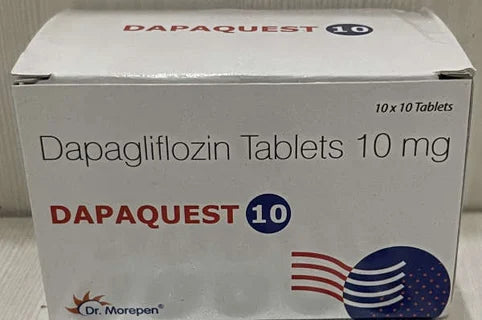 DAPAQUEST 10
10 x 10 Tablets
Dapagliflozin Tablets 10 mg
DAPAQUEST 10
Dr. Morepen®